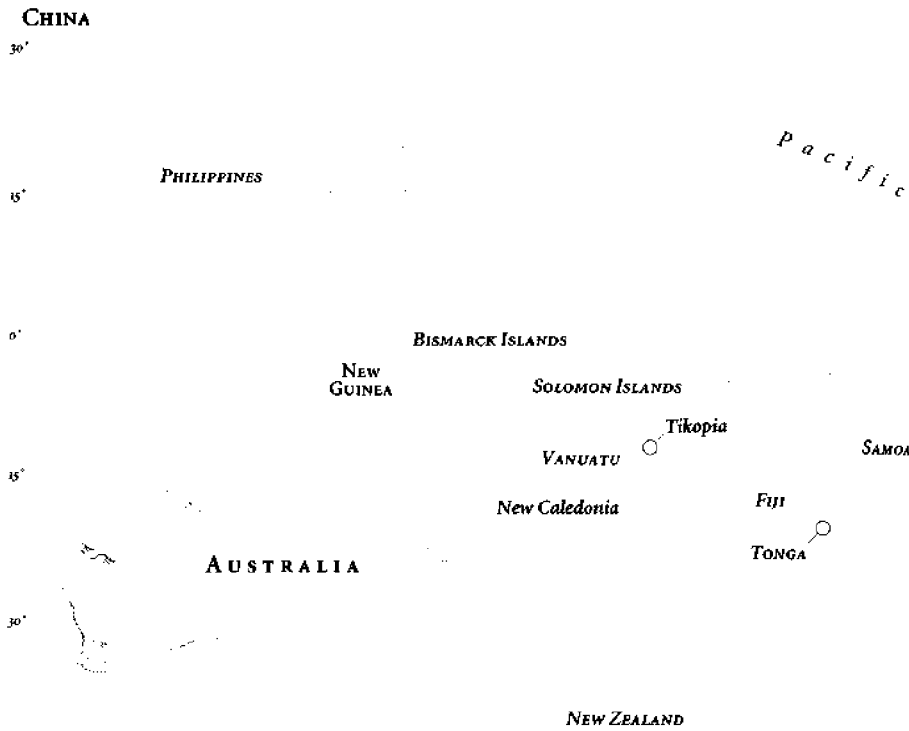 CHINA
30°
Pacific
PHILIPPINES
15°
0°
BISMARCK ISLANDS
NEW
GUINEA
SOLOMON ISLANDS
Tikopia
VANUATU
SAMOA
15°
New Caledonia
FIJI
TONGA
AUSTRALIA
30°
NEW ZEALAND